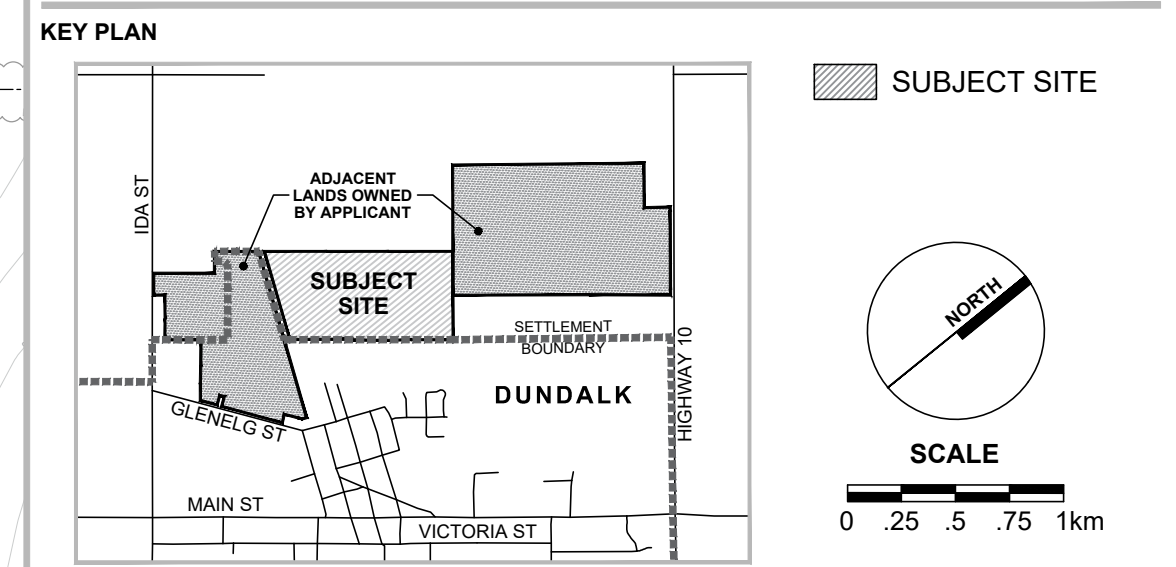 KEY PLAN
SUBJECT SITE
IDA ST
ADJACENT
LANDS OWNED
BY APPLICANT
SUBJECT
SITE
SETTLEMENT
BOUNDARY
HIGHWAY 10
DUNDALK
GLENELG ST
MAIN ST
VICTORIA ST
NORTH
SCALE
0 .25 .5 .75 1km